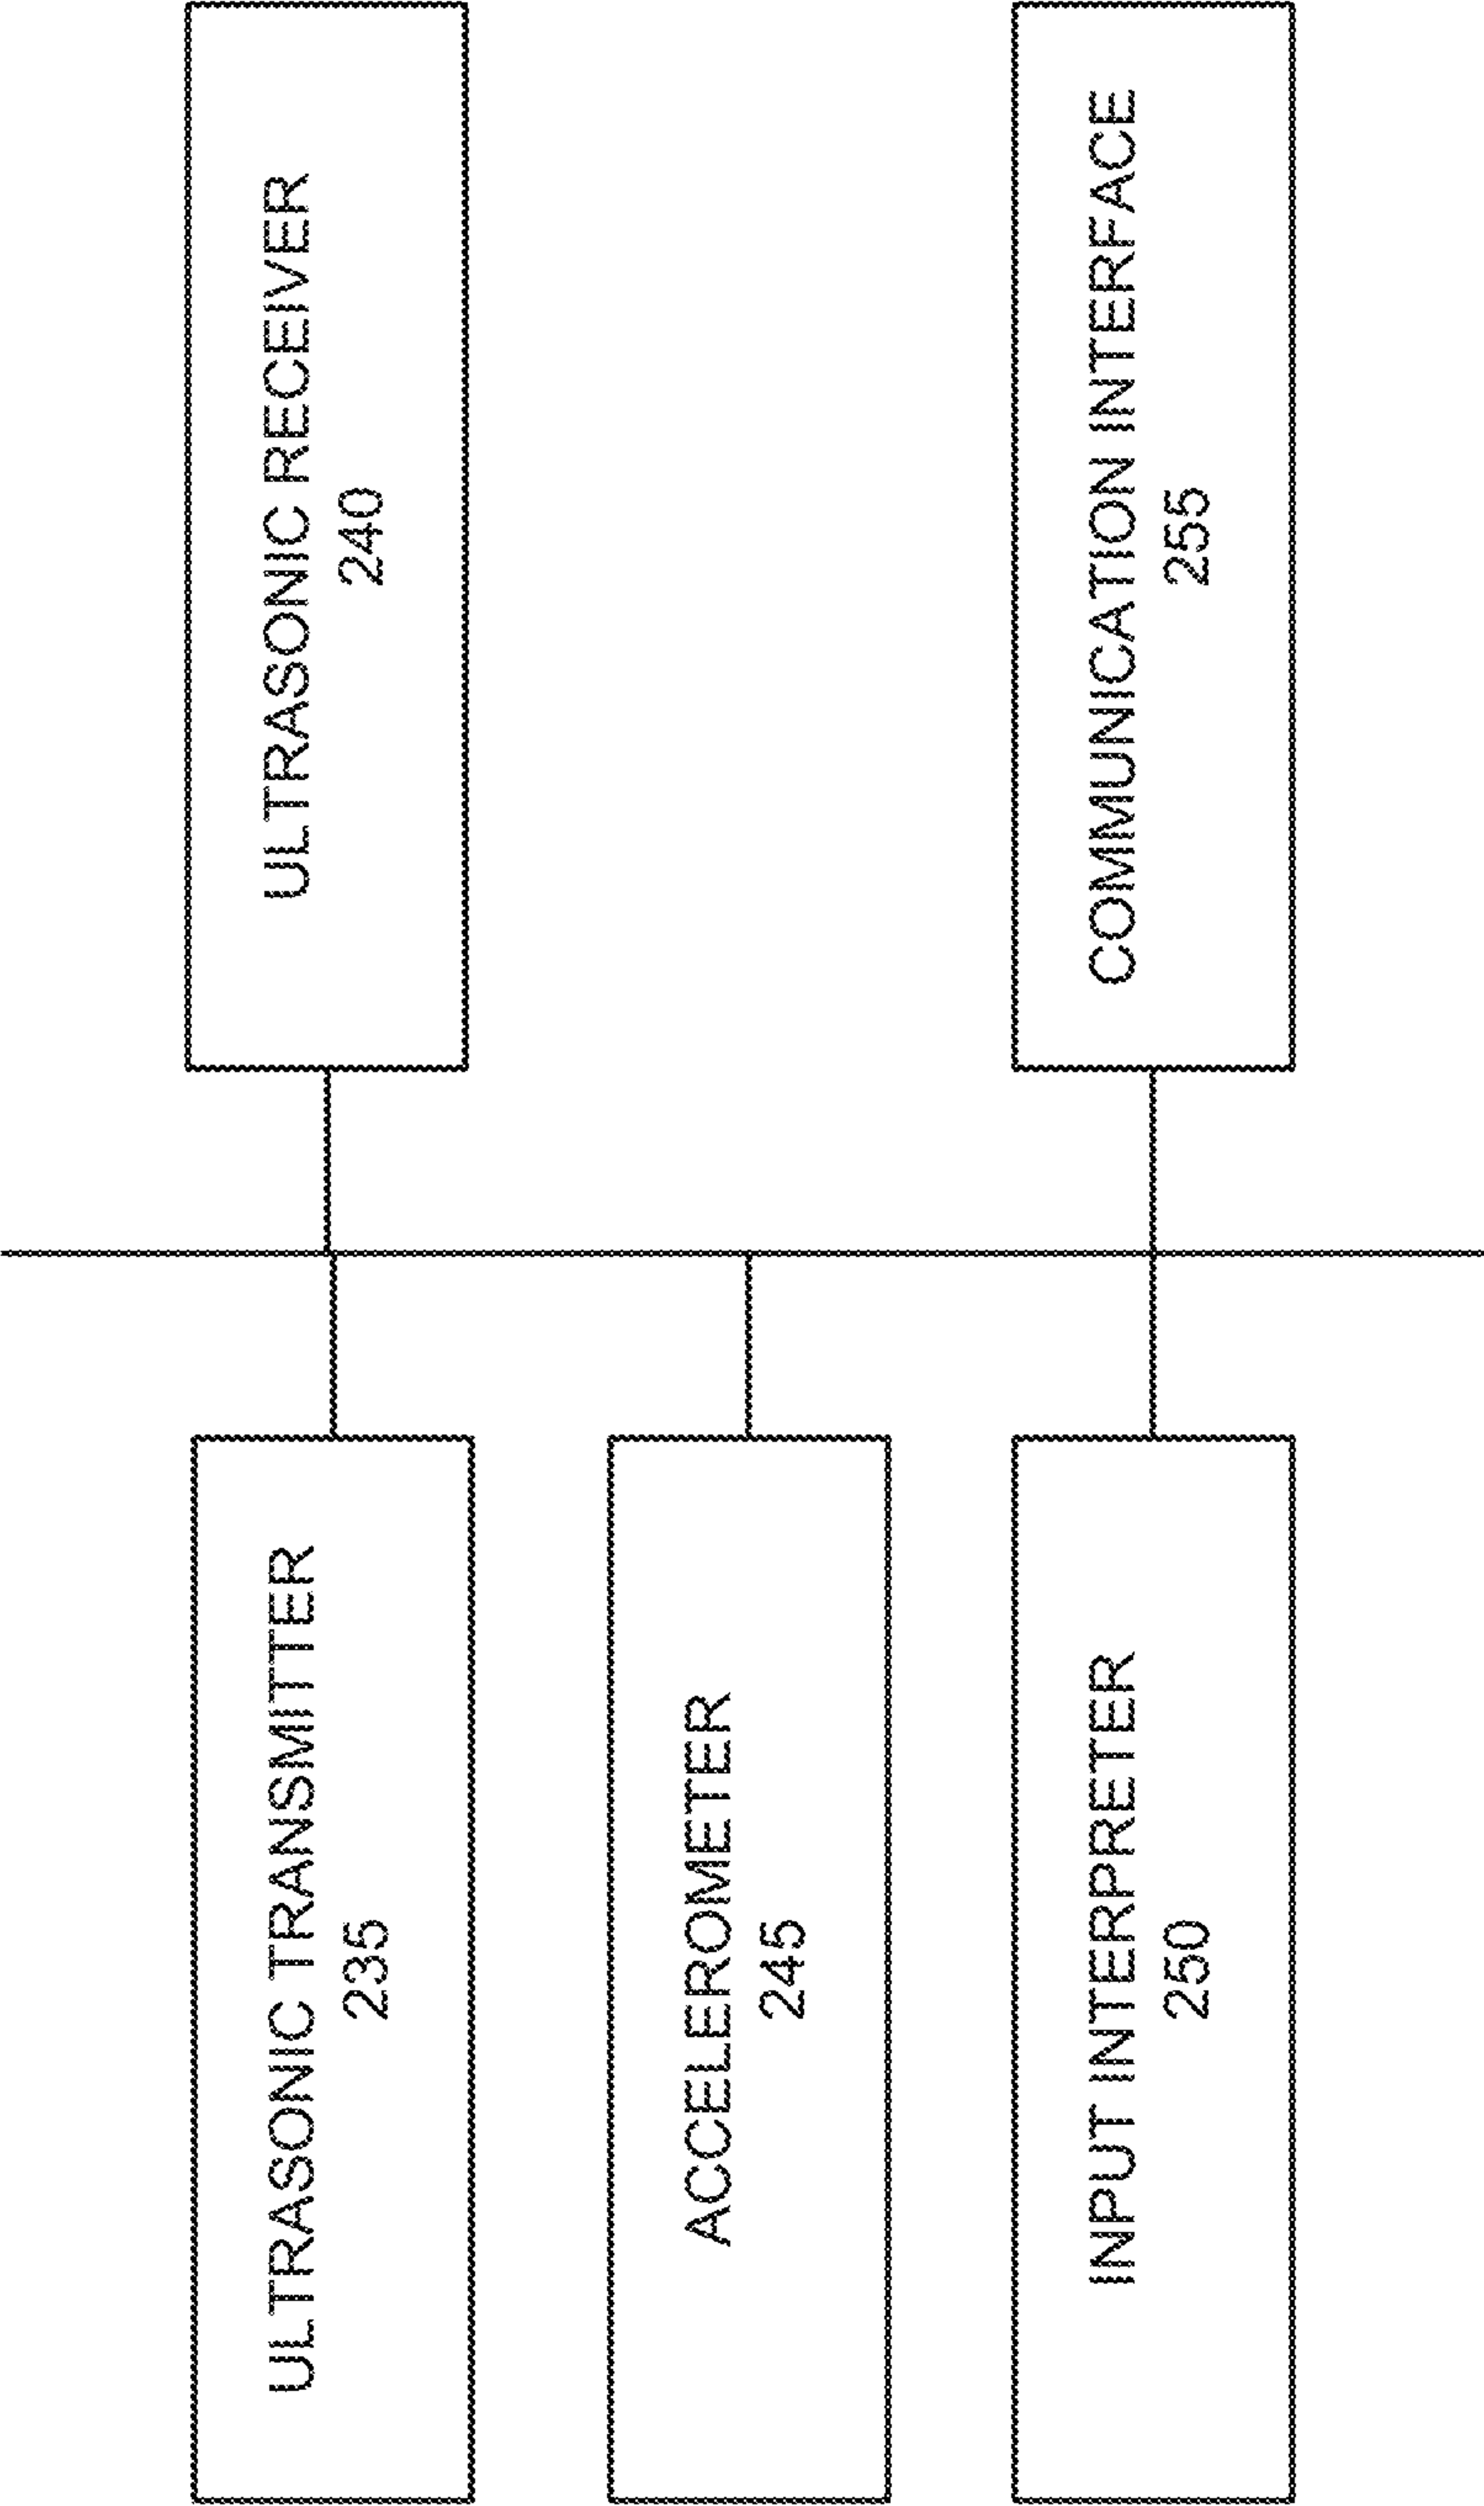 ULTRASONIC TRANSMITTER
235
ULTRASONIC RECEIVER
240
ACCELEROMETER
245
INPUT INTERPRETER
250
COMMUNICATION INTERFACE
255